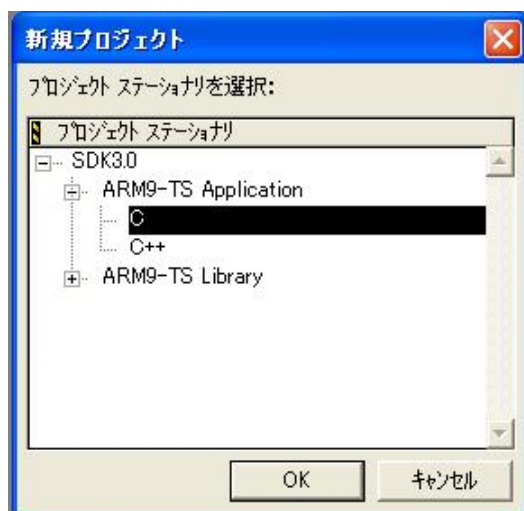 新規プロジェクト
プロジェクト ステーショナリを選択:
プロジェクト ステーショナリ
SDK3.0
ARM9-TS Application
C
C++
ARM9-TS Library
OK
キャンセル